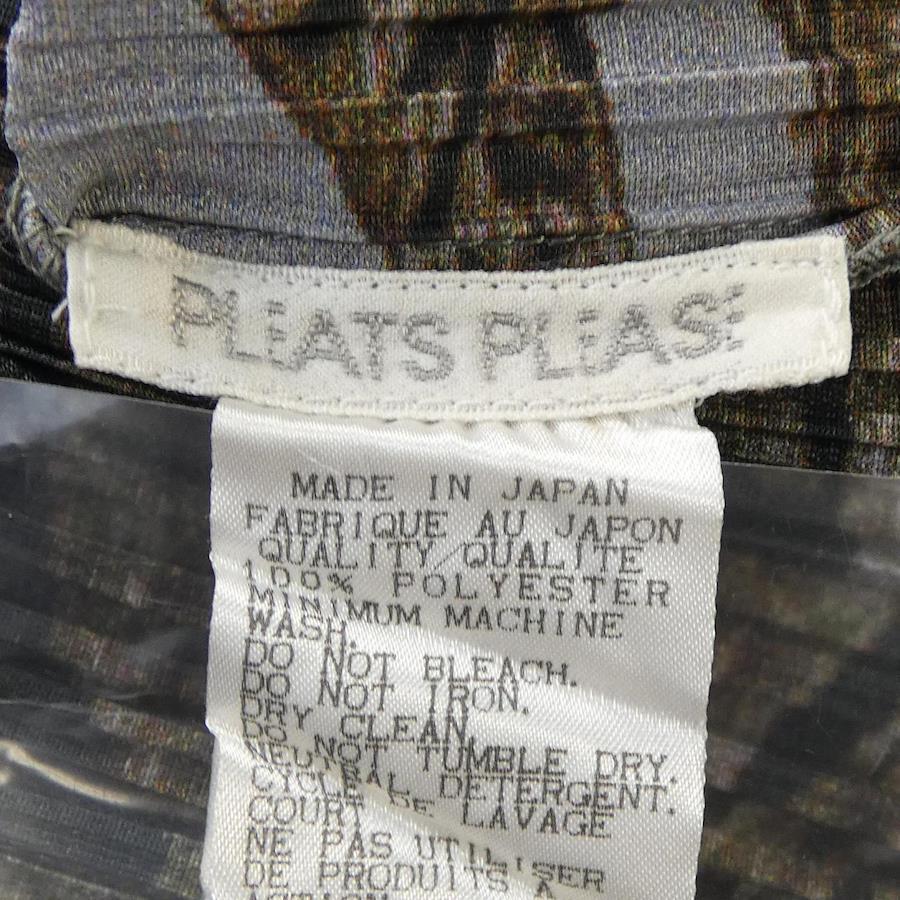 PLEATS PLEASE
MADE IN JAPAN
FABRIQUE AU JAPON
QUALITY/QUALITE
100% POLYESTER
MINIMUM MACHINE
WASH.
DO NOT BLEACH.
DO NOT IRON.
DRY CLEAN
DO NOT TUMBLE DRY.
NEUTRAL DETERGENT.
CYCLE DE LAVAGE
COURT
NE PAS UTILISER
DE PRODUITS A